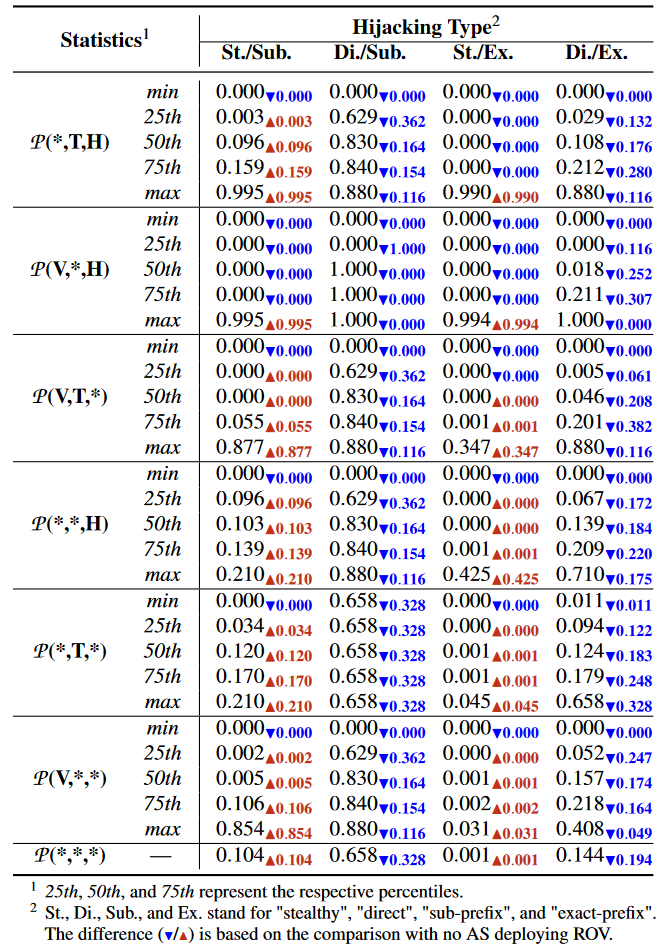 Statistics1 Hijacking Type2
St./Sub. Di./Sub. St./Ex. Di./Ex.
min 0.000▼0.000 0.000▼0.000 0.000▼0.000 0.000▼0.000
25th 0.003▲0.003 0.629▼0.362 0.000▼0.000 0.029▼0.132
𝒫(*,T,H) 50th 0.096▲0.096 0.830▼0.164 0.000▼0.000 0.108▼0.176
75th 0.159▲0.159 0.840▼0.154 0.000▼0.000 0.212▼0.280
max 0.995▲0.995 0.880▼0.116 0.990▲0.990 0.880▼0.116
min 0.000▼0.000 0.000▼0.000 0.000▼0.000 0.000▼0.000
25th 0.000▼0.000 0.000▼1.000 0.000▼0.000 0.000▼0.116
𝒫(V,*,H) 50th 0.000▼0.000 1.000▼0.000 0.000▼0.000 0.018▼0.252
75th 0.000▼0.000 1.000▼0.000 0.000▼0.000 0.211▼0.307
max 0.995▲0.995 1.000▼0.000 0.994▲0.994 1.000▼0.000
min 0.000▼0.000 0.000▼0.000 0.000▼0.000 0.000▼0.000
25th 0.000▲0.000 0.629▼0.362 0.000▼0.000 0.005▼0.061
𝒫(V,T,*) 50th 0.000▲0.000 0.830▼0.164 0.000▲0.000 0.046▼0.208
75th 0.055▲0.055 0.840▼0.154 0.001▲0.001 0.201▼0.382
max 0.877▲0.877 0.880▼0.116 0.347▲0.347 0.880▼0.116
min 0.000▼0.000 0.000▼0.000 0.000▼0.000 0.000▼0.000
25th 0.096▲0.096 0.629▼0.362 0.000▲0.000 0.067▼0.172
𝒫(*,*,H) 50th 0.103▲0.103 0.830▼0.164 0.000▲0.000 0.139▼0.184
75th 0.139▲0.139 0.840▼0.154 0.001▲0.001 0.209▼0.220
max 0.210▲0.210 0.880▼0.116 0.425▲0.425 0.710▼0.175
min 0.000▼0.000 0.658▼0.328 0.000▼0.000 0.011▼0.011
25th 0.034▲0.034 0.658▼0.328 0.000▲0.000 0.094▼0.122
𝒫(*,T,*) 50th 0.120▲0.120 0.658▼0.328 0.001▲0.001 0.124▼0.183
75th 0.170▲0.170 0.658▼0.328 0.001▲0.001 0.179▼0.248
max 0.210▲0.210 0.658▼0.328 0.045▲0.045 0.658▼0.328
min 0.000▼0.000 0.000▼0.000 0.000▼0.000 0.000▼0.000
25th 0.002▲0.002 0.629▼0.362 0.000▲0.000 0.052▼0.247
𝒫(V,*,*) 50th 0.005▲0.005 0.830▼0.164 0.001▲0.001 0.157▼0.174
75th 0.106▲0.106 0.840▼0.154 0.002▲0.002 0.218▼0.164
max 0.854▲0.854 0.880▼0.116 0.031▲0.031 0.408▼0.049
𝒫(*,*,*) — 0.104▲0.104 0.658▼0.328 0.001▲0.001 0.144▼0.194
1 25th, 50th, and 75th represent the respective percentiles.
2 St., Di., Sub., and Ex. stand for "stealthy", "direct", "sub-prefix", and "exact-prefix".
The difference (▼/▲) is based on the comparison with no AS deploying ROV.